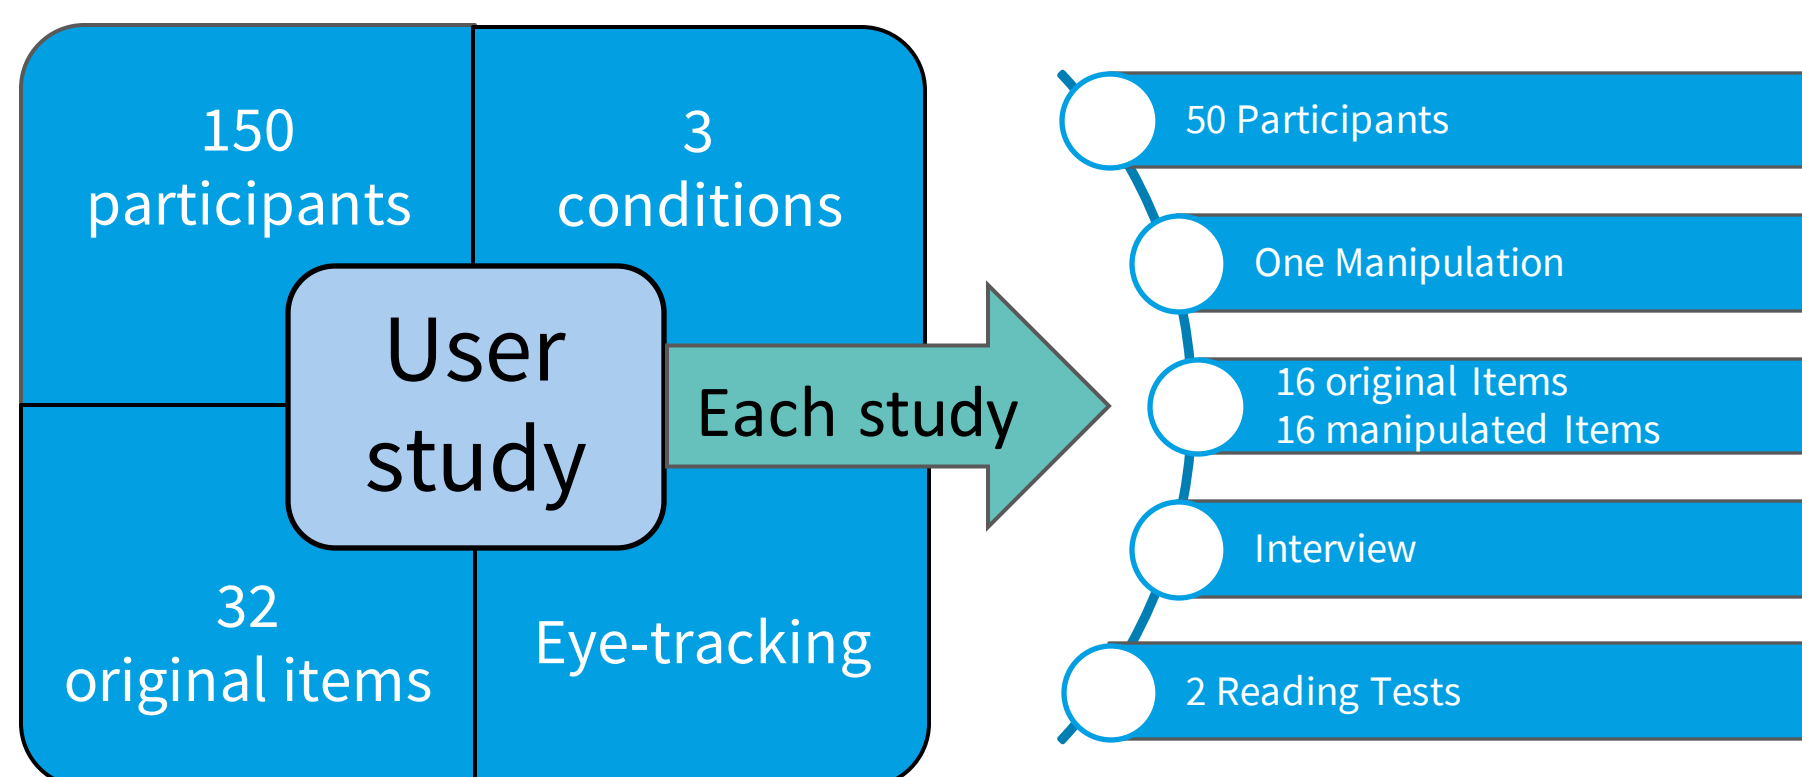 150
participants
3
conditions
User
study
32
original items
Eye-tracking
Each study
50 Participants
One Manipulation
16 original Items
16 manipulated Items
Interview
2 Reading Tests